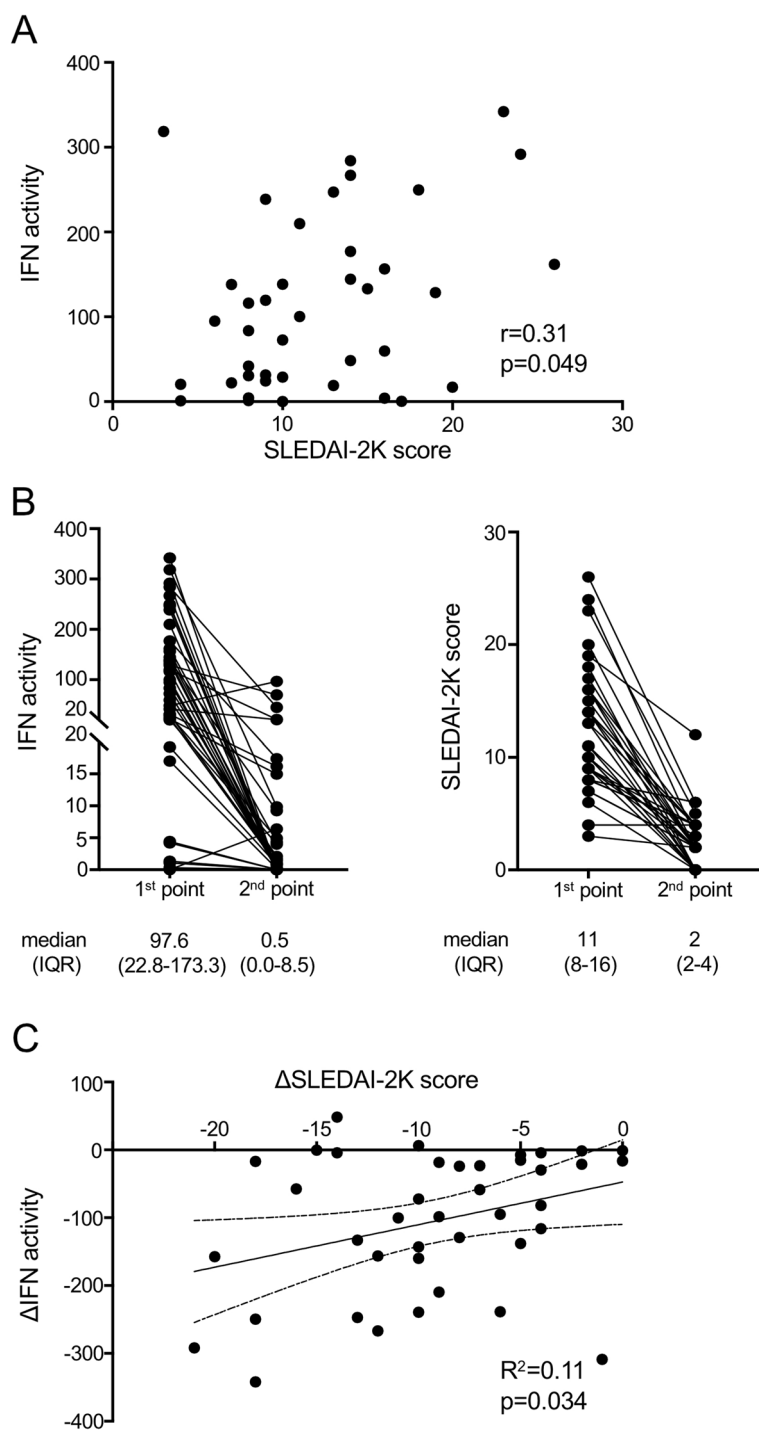 A
400
300
200
100
0
IFN activity
0
10
20
30
SLEDAI-2K score
r=0.31
p=0.049
B
400
300
200
100
20
20
15
10
5
0
IFN activity
1st point
2nd point
median
(IQR)
97.6
(22.8-173.3)
0.5
(0.0-8.5)
30
20
10
0
SLEDAI-2K score
1st point
2nd point
median
(IQR)
11
(8-16)
2
(2-4)
C
ΔSLEDAI-2K score
-20
-15
-10
-5
0
100
0
-100
-200
-300
-400
ΔIFN activity
R²=0.11
p=0.034